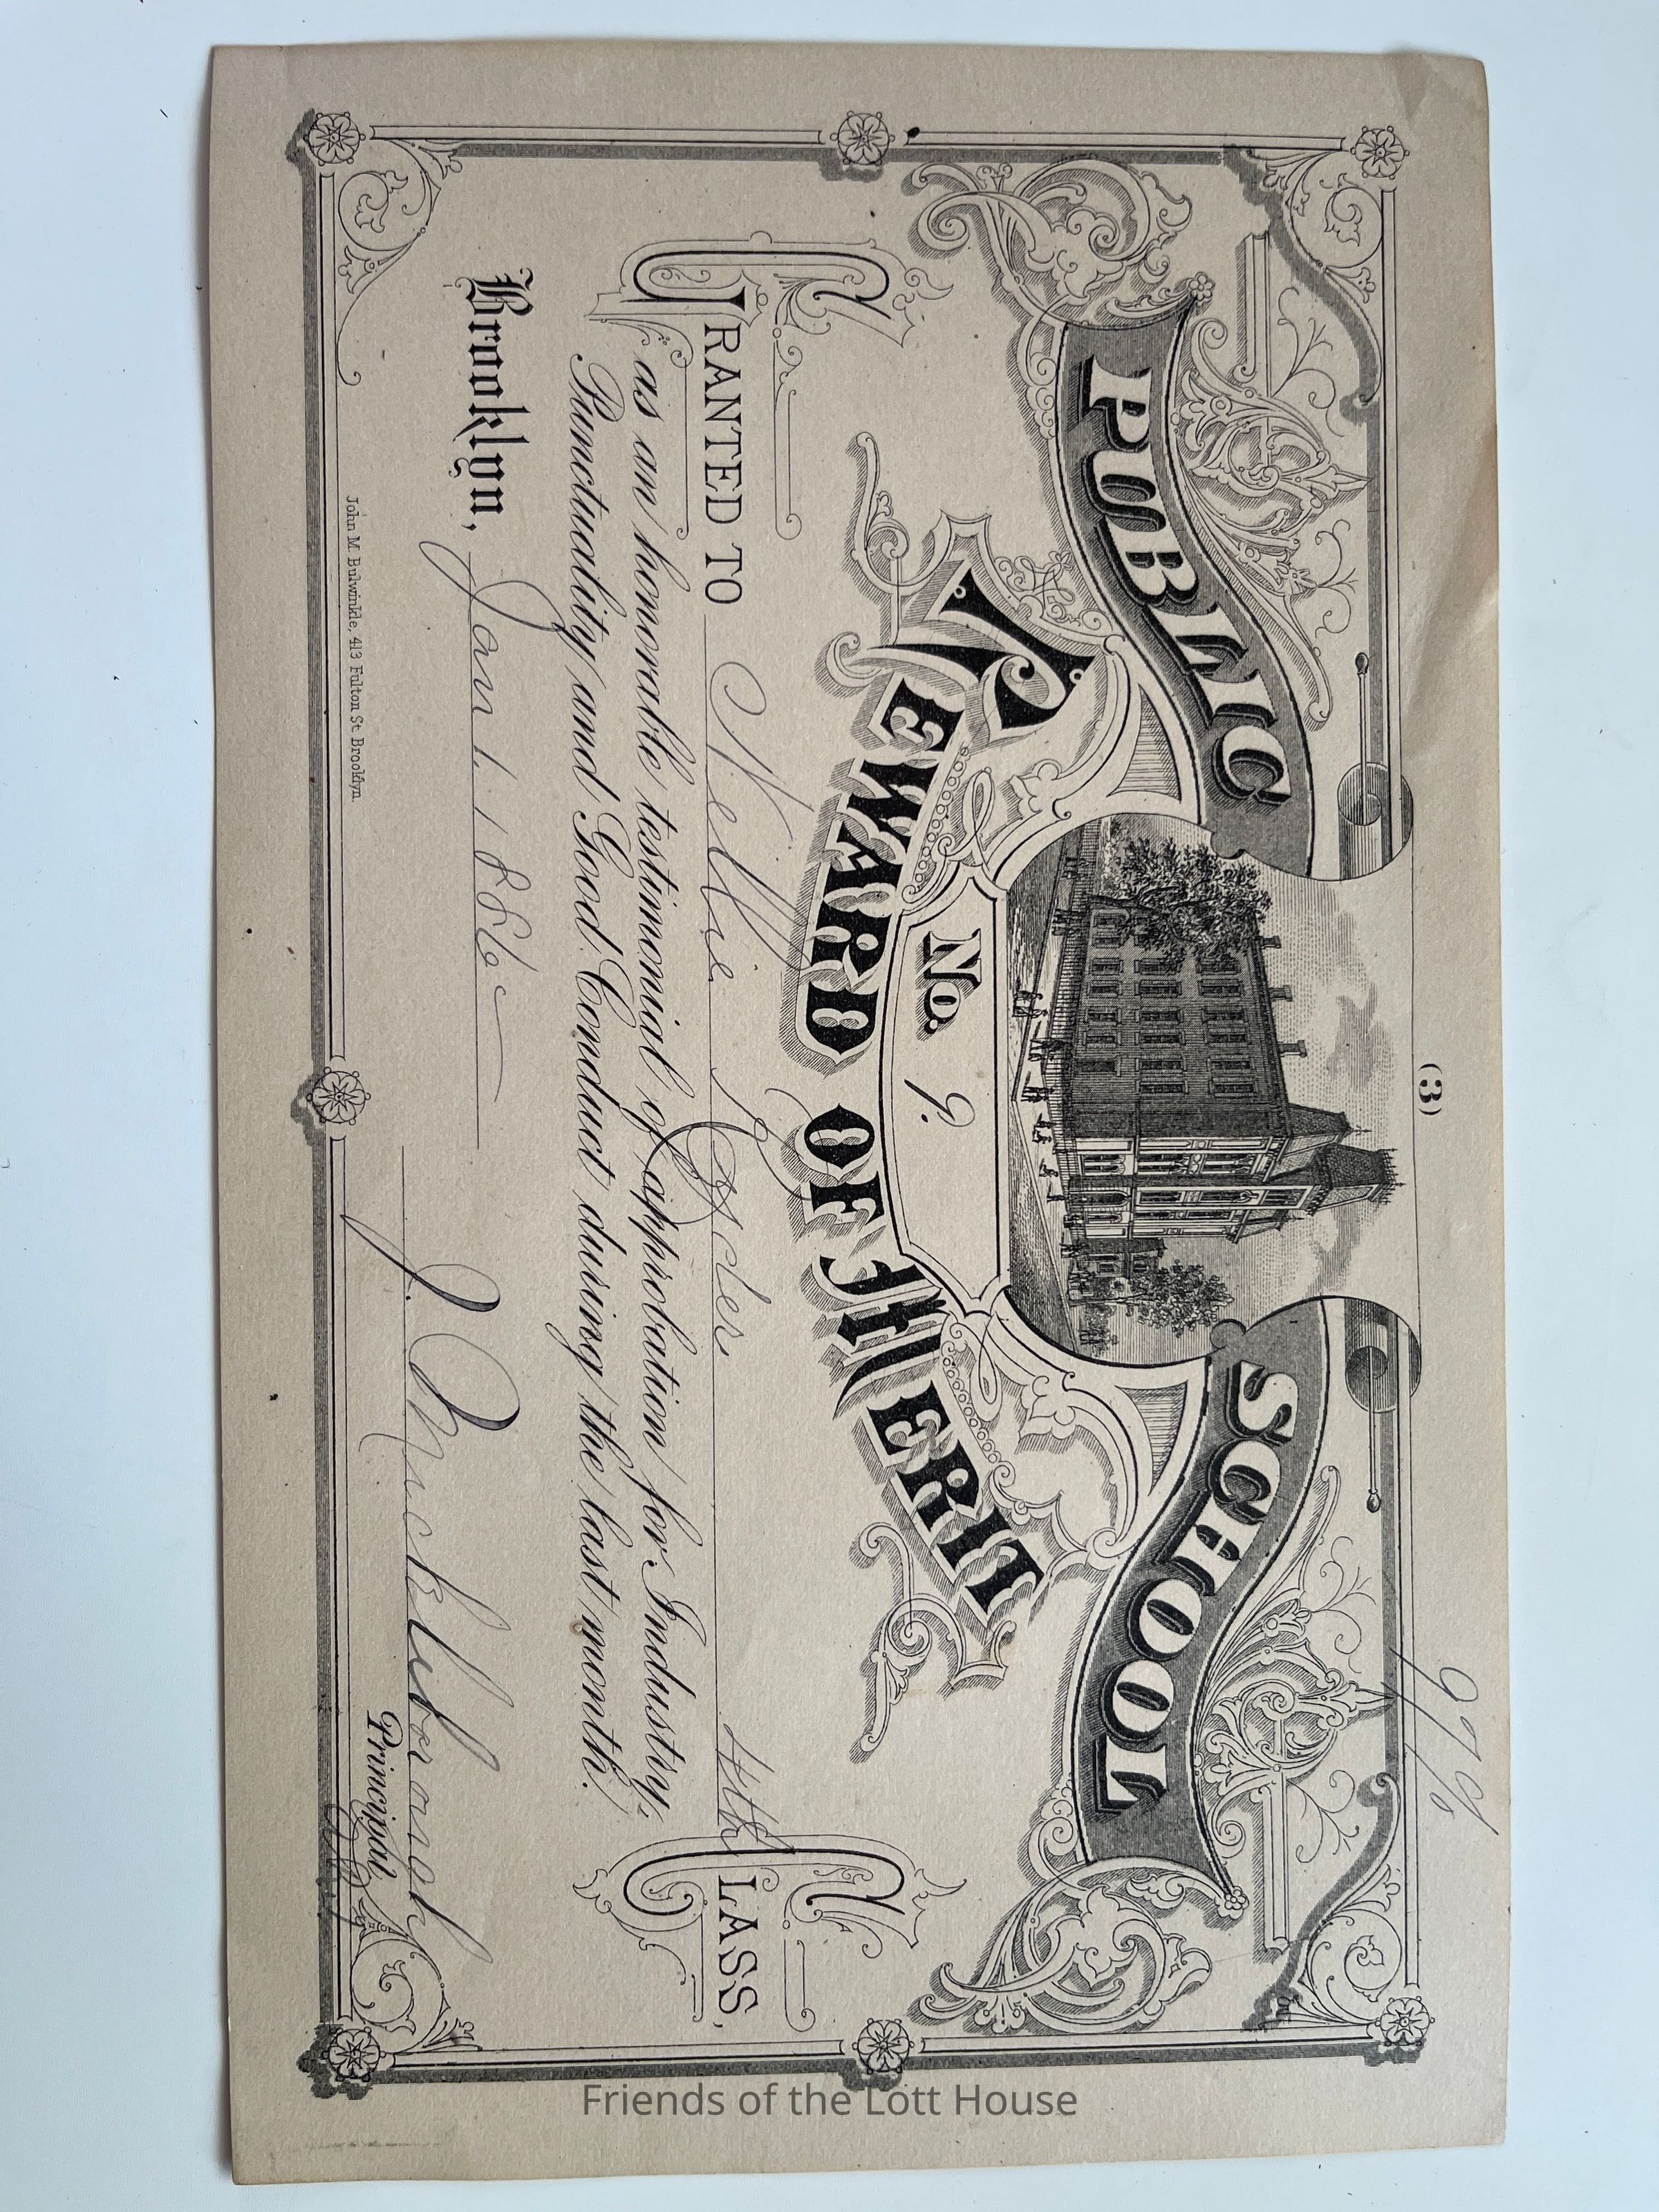 (3)
97%
PUBLIC SCHOOL
No. 9.
REWARD OF MERIT
GRANTED TO Nellie 4th CLASS,
as an honorable testimonial of approbation for Industry,
Punctuality and Good Conduct during the last month.
Brooklyn, Jan 1. 1886
J.
Principal
John M. Bulwinkle, 413 Fulton St. Brooklyn.
Friends of the Lott House